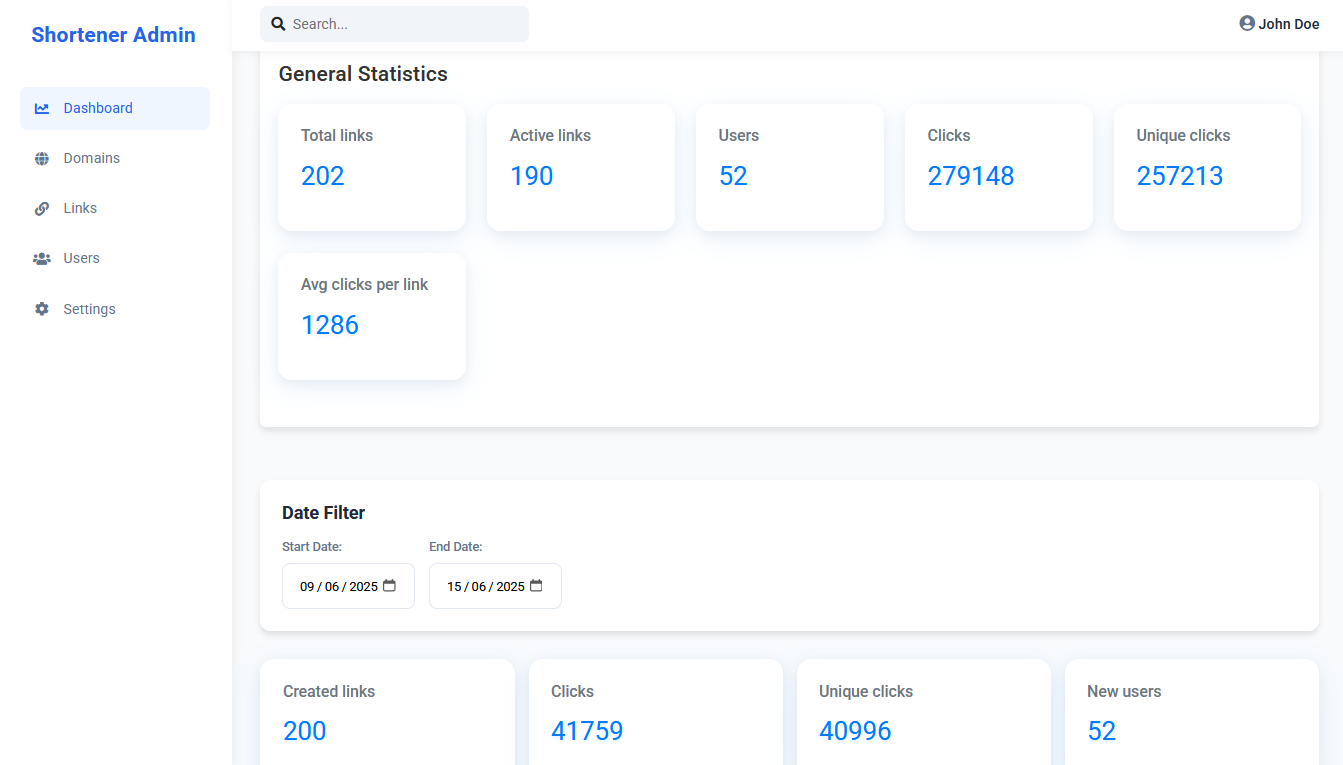 Shortener Admin
Search...
John Doe
Dashboard
Domains
Links
Users
Settings
General Statistics
Total links
202
Active links
190
Users
52
Clicks
279148
Unique clicks
257213
Avg clicks per link
1286
Date Filter
Start Date:
09/06/2025
End Date:
15/06/2025
Created links
200
Clicks
41759
Unique clicks
40996
New users
52